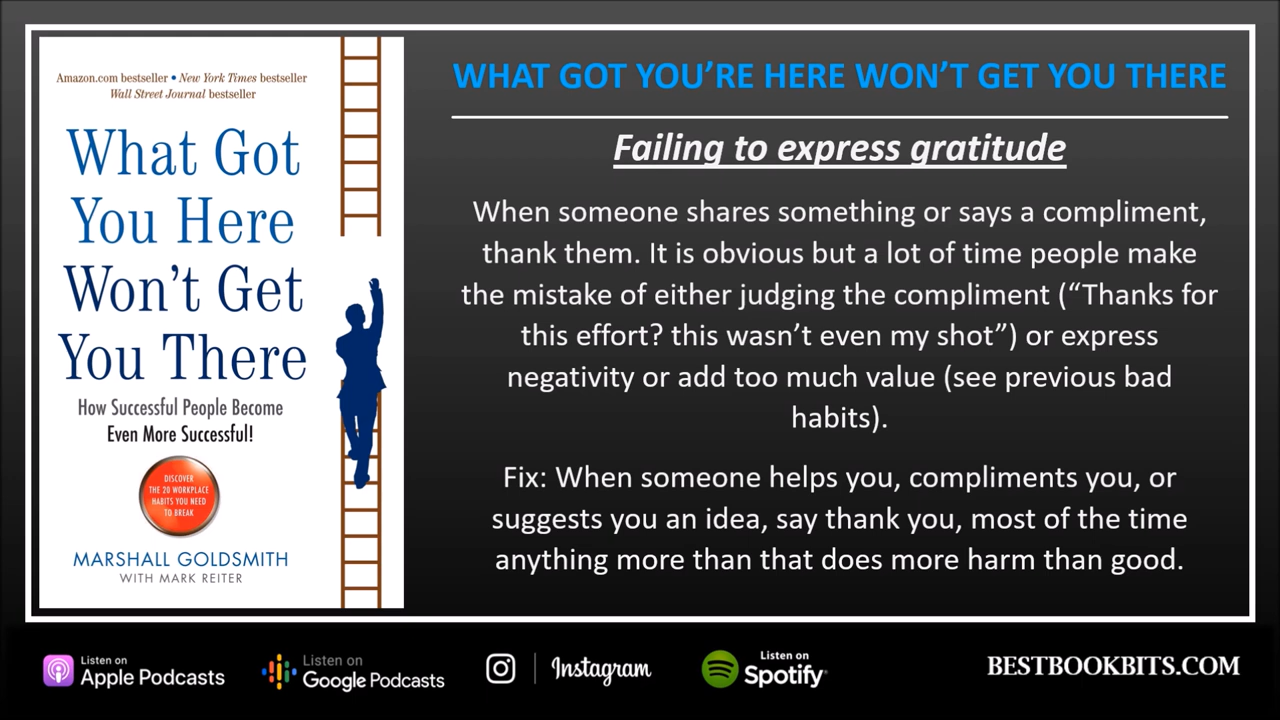 Amazon.com bestseller • New York Times bestseller
Wall Street Journal bestseller
What Got
You Here
Won't Get
You There
How Successful People Become
Even More Successful!
DISCOVER
THE 20 WORKPLACE
HABITS YOU NEED
TO BREAK
MARSHALL GOLDSMITH
WITH MARK REITER
WHAT GOT YOU'RE HERE WON'T GET YOU THERE
Failing to express gratitude
When someone shares something or says a compliment,
thank them. It is obvious but a lot of time people make
the mistake of either judging the compliment (“Thanks for
this effort? this wasn't even my shot”) or express
negativity or add too much value (see previous bad
habits).
Fix: When someone helps you, compliments you, or
suggests you an idea, say thank you, most of the time
anything more than that does more harm than good.
Listen on
Apple Podcasts
Listen on
Google Podcasts
Instagram
Listen on
Spotify
BESTBOOKBITS.COM